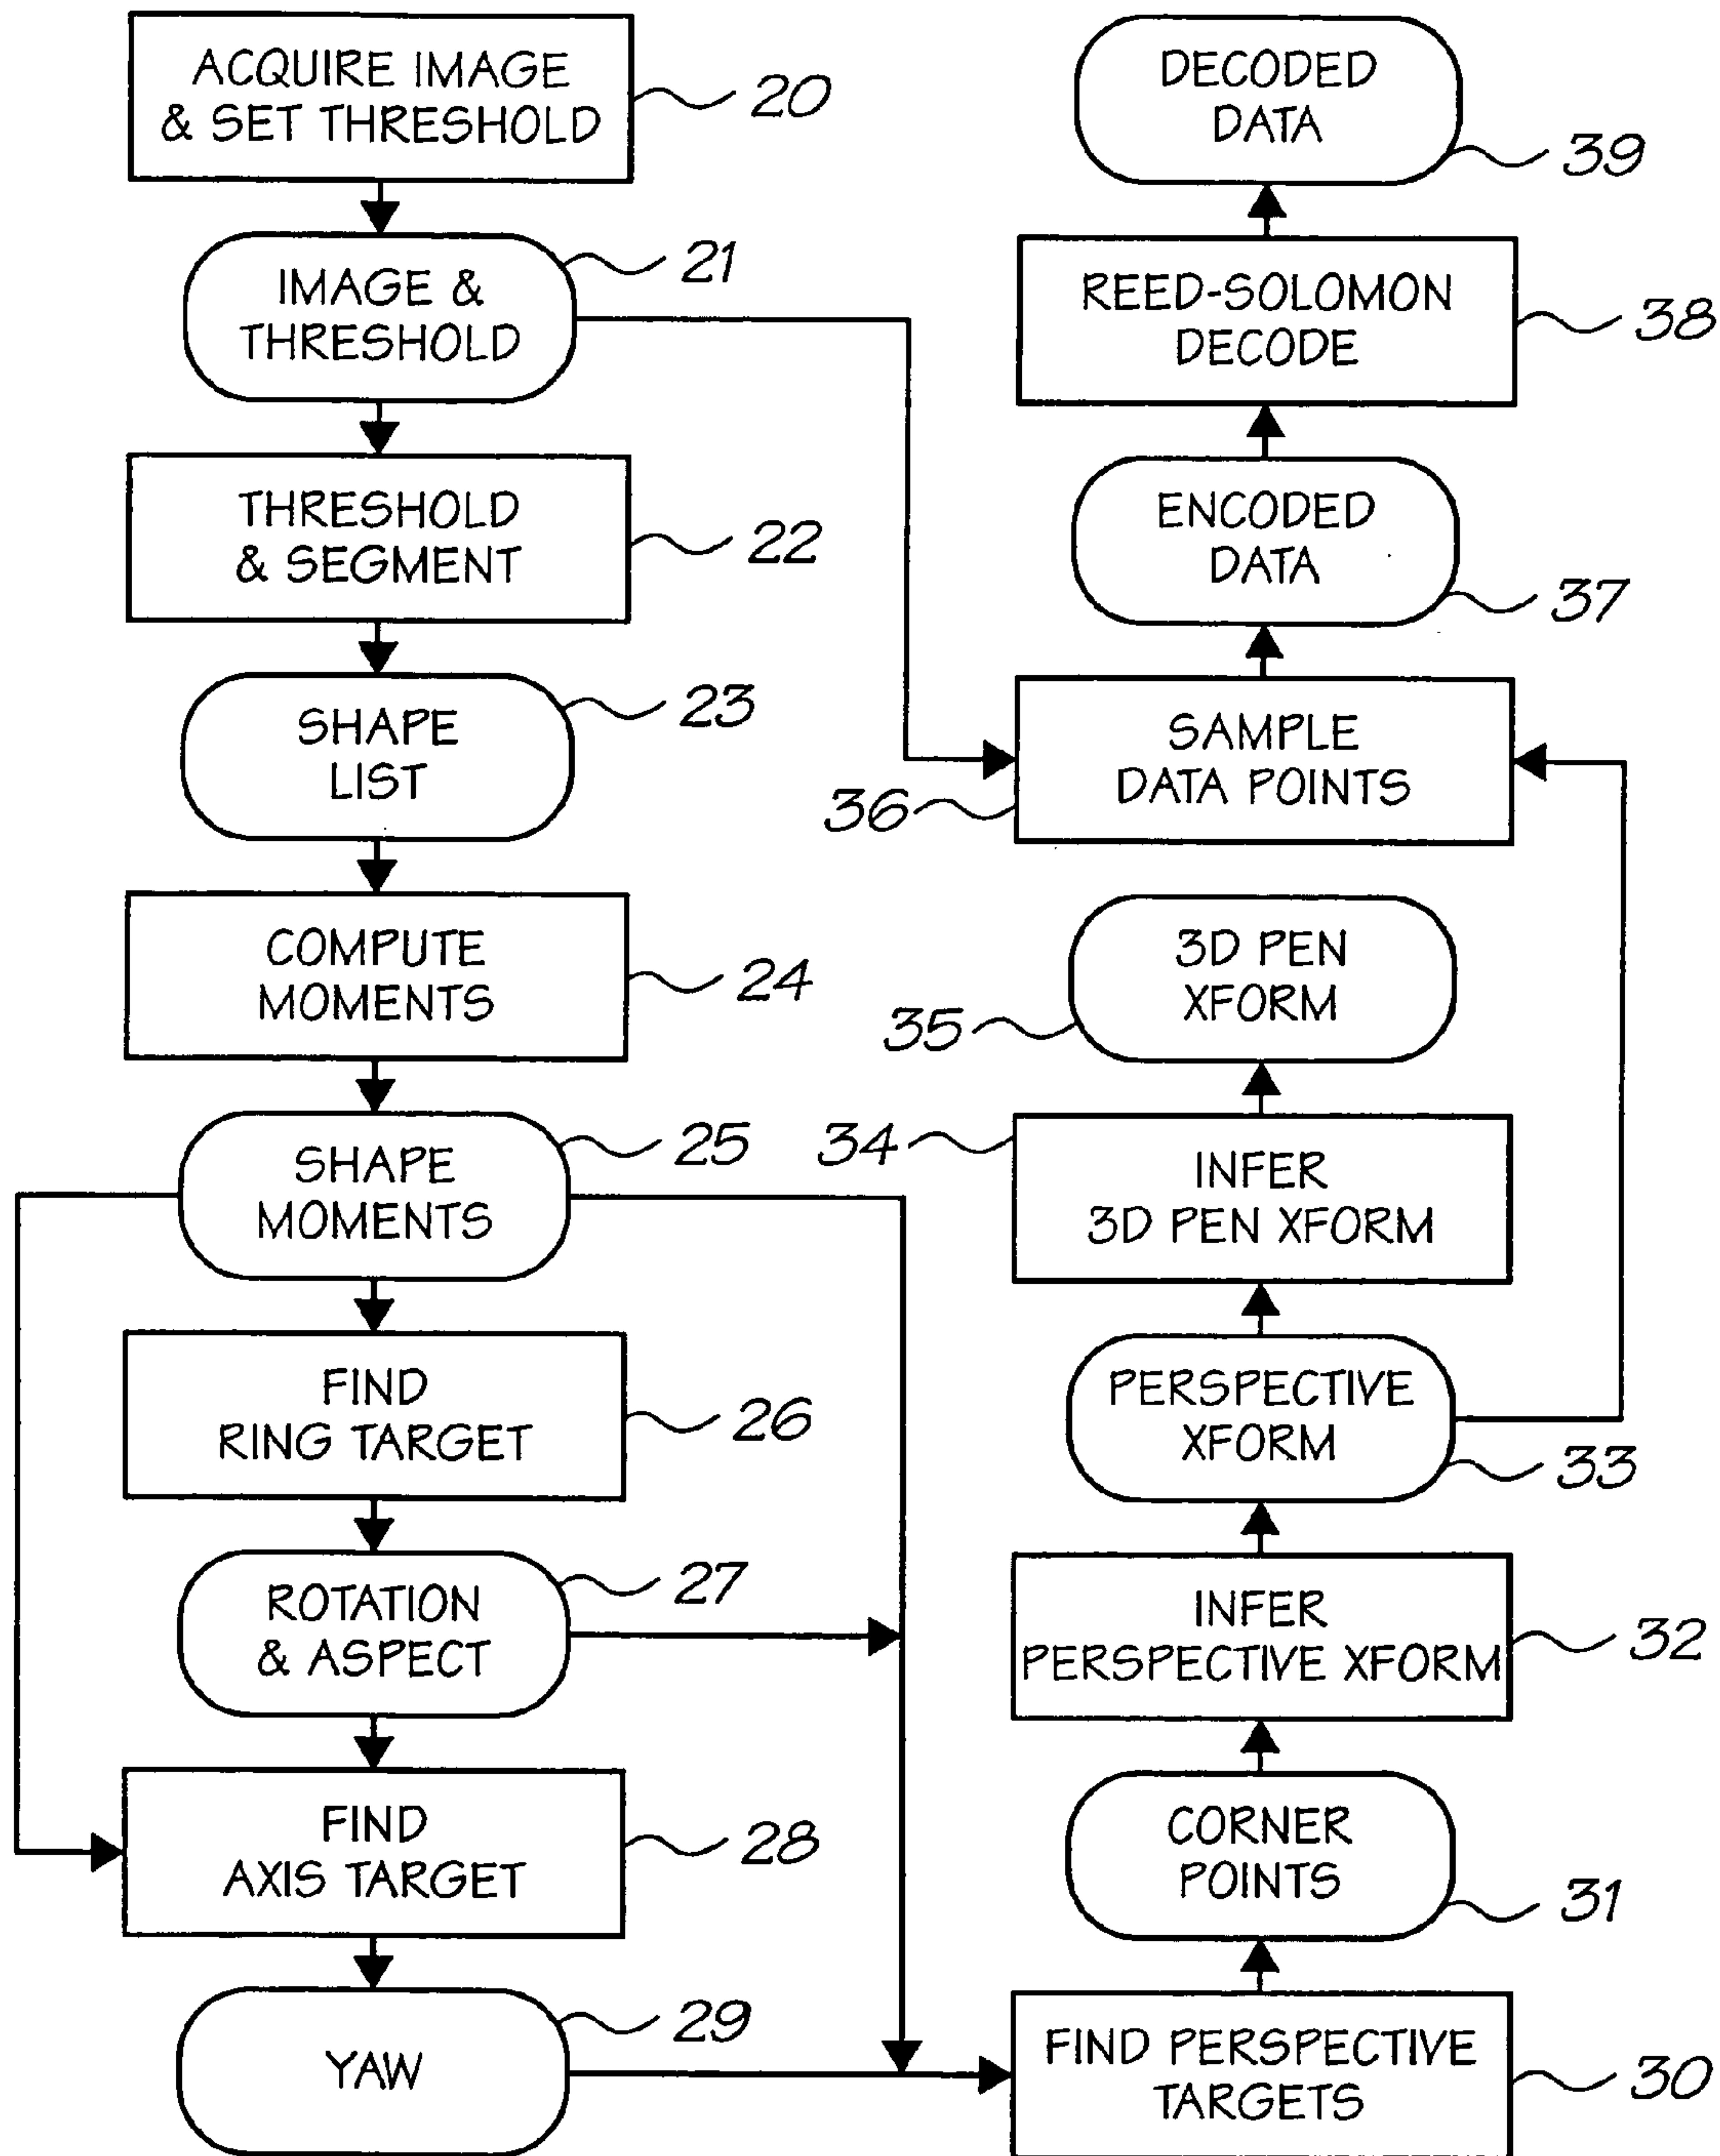 ACQUIRE IMAGE
& SET THRESHOLD
20
IMAGE &
THRESHOLD
21
THRESHOLD
& SEGMENT
22
SHAPE
LIST
23
COMPUTE
MOMENTS
24
SHAPE
MOMENTS
25
FIND
RING TARGET
26
ROTATION
& ASPECT
27
FIND
AXIS TARGET
28
YAW
29
DECODED
DATA
39
REED-SOLOMON
DECODE
38
ENCODED
DATA
37
SAMPLE
DATA POINTS
36
3D PEN
XFORM
35
INFER
3D PEN XFORM
34
PERSPECTIVE
XFORM
33
INFER
PERSPECTIVE XFORM
32
CORNER
POINTS
31
FIND PERSPECTIVE
TARGETS
30